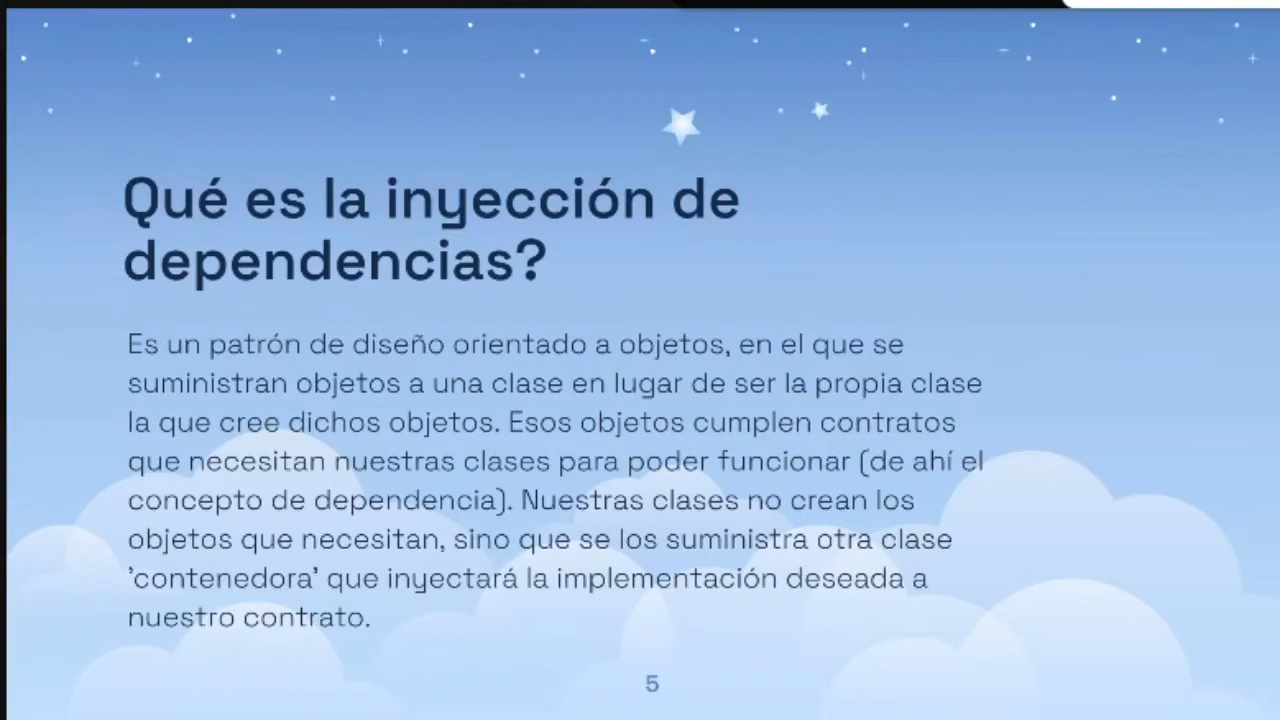 Qué es la inyección de
dependencias?
Es un patrón de diseño orientado a objetos, en el que se
suministran objetos a una clase en lugar de ser la propia clase
la que cree dichos objetos. Esos objetos cumplen contratos
que necesitan nuestras clases para poder funcionar (de ahí el
concepto de dependencia). Nuestras clases no crean los
objetos que necesitan, sino que se los suministra otra clase
'contenedora' que inyectará la implementación deseada a
nuestro contrato.
5